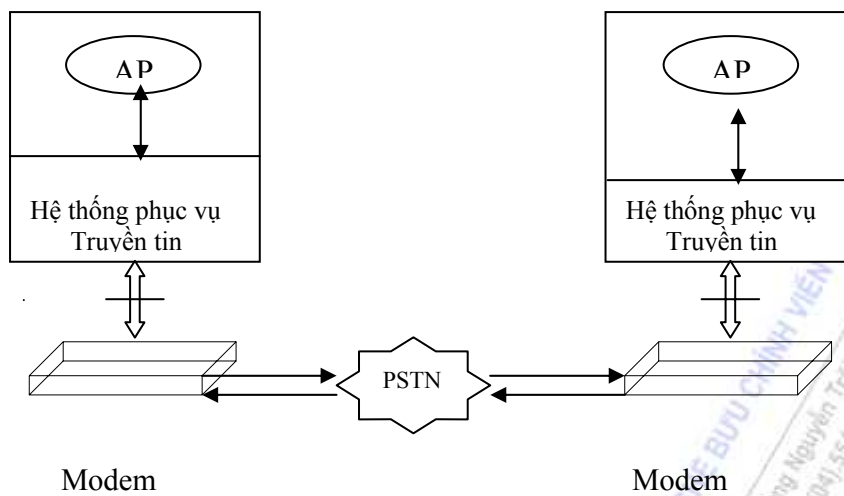 AP
AP
Hệ thống phục vụ
Truyền tin
Hệ thống phục vụ
Truyền tin
PSTN
Modem
Modem